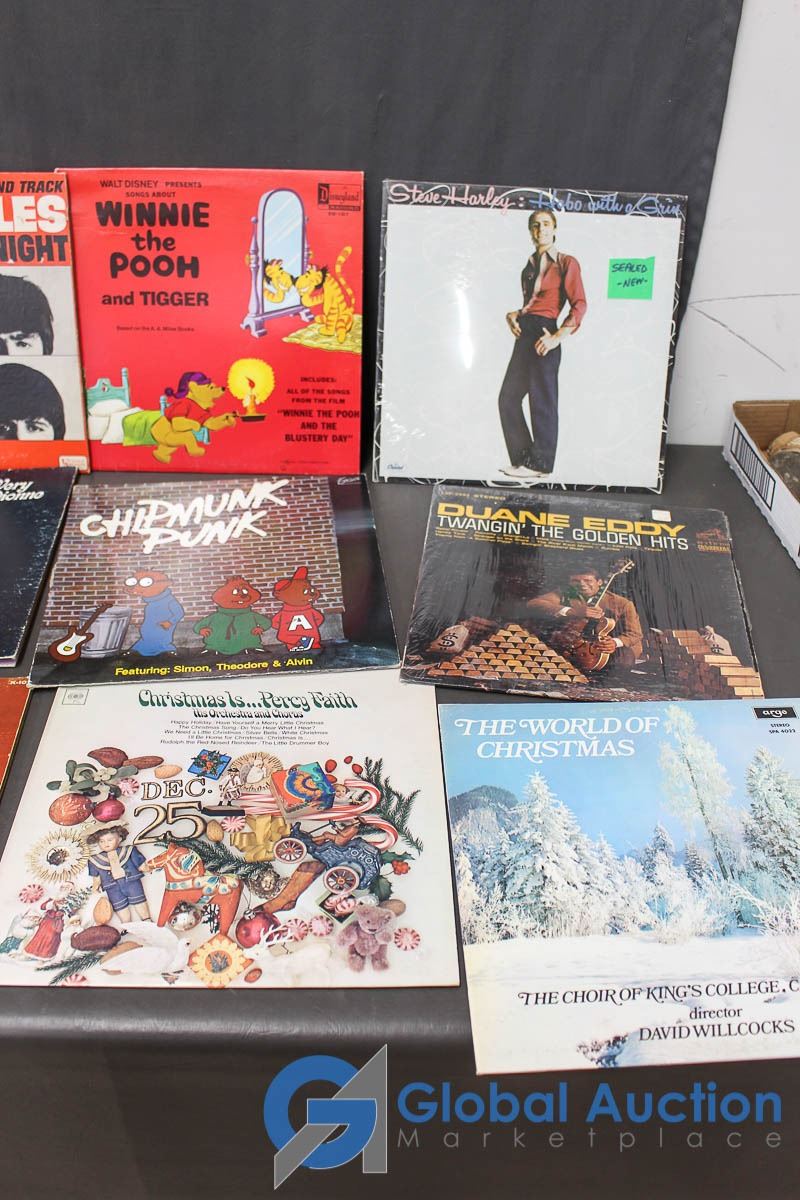 ND TRACK
LES
NIGHT
WALT DISNEY PRESENTS
SONGS ABOUT
WINNIE
the
POOH
and TIGGER
Based on the A. A. Milne Books
Disneyland
INCLUDES:
ALL OF THE SONGS
FROM THE FILM
"WINNIE THE POOH
AND THE
BLUSTERY DAY"
Steve Harley : Hobo with a Grin
SEALED
-NEW-
Capitol
Very
Dionne
CHIPMUNK
PUNK
A
Featuring: Simon, Theodore & Alvin
STEREO
DUANE EDDY
TWANGIN' THE GOLDEN HITS
Christmas Is...Percy Faith
His Orchestra and Chorus
Happy Holiday/Have Yourself a Merry Little Christmas
The Christmas Song/Do You Hear What I Hear?
We Need a Little Christmas/Silver Bells/White Christmas
I'll Be Home for Christmas/Christmas Is...
Rudolph the Red Nosed Reindeer/The Little Drummer Boy
DEC.
25
THE WORLD OF
CHRISTMAS
argo
STEREO
SPA 4022
THE CHOIR OF KING'S COLLEGE, C
director
DAVID WILLCOCKS
GA Global Auction
Marketplace